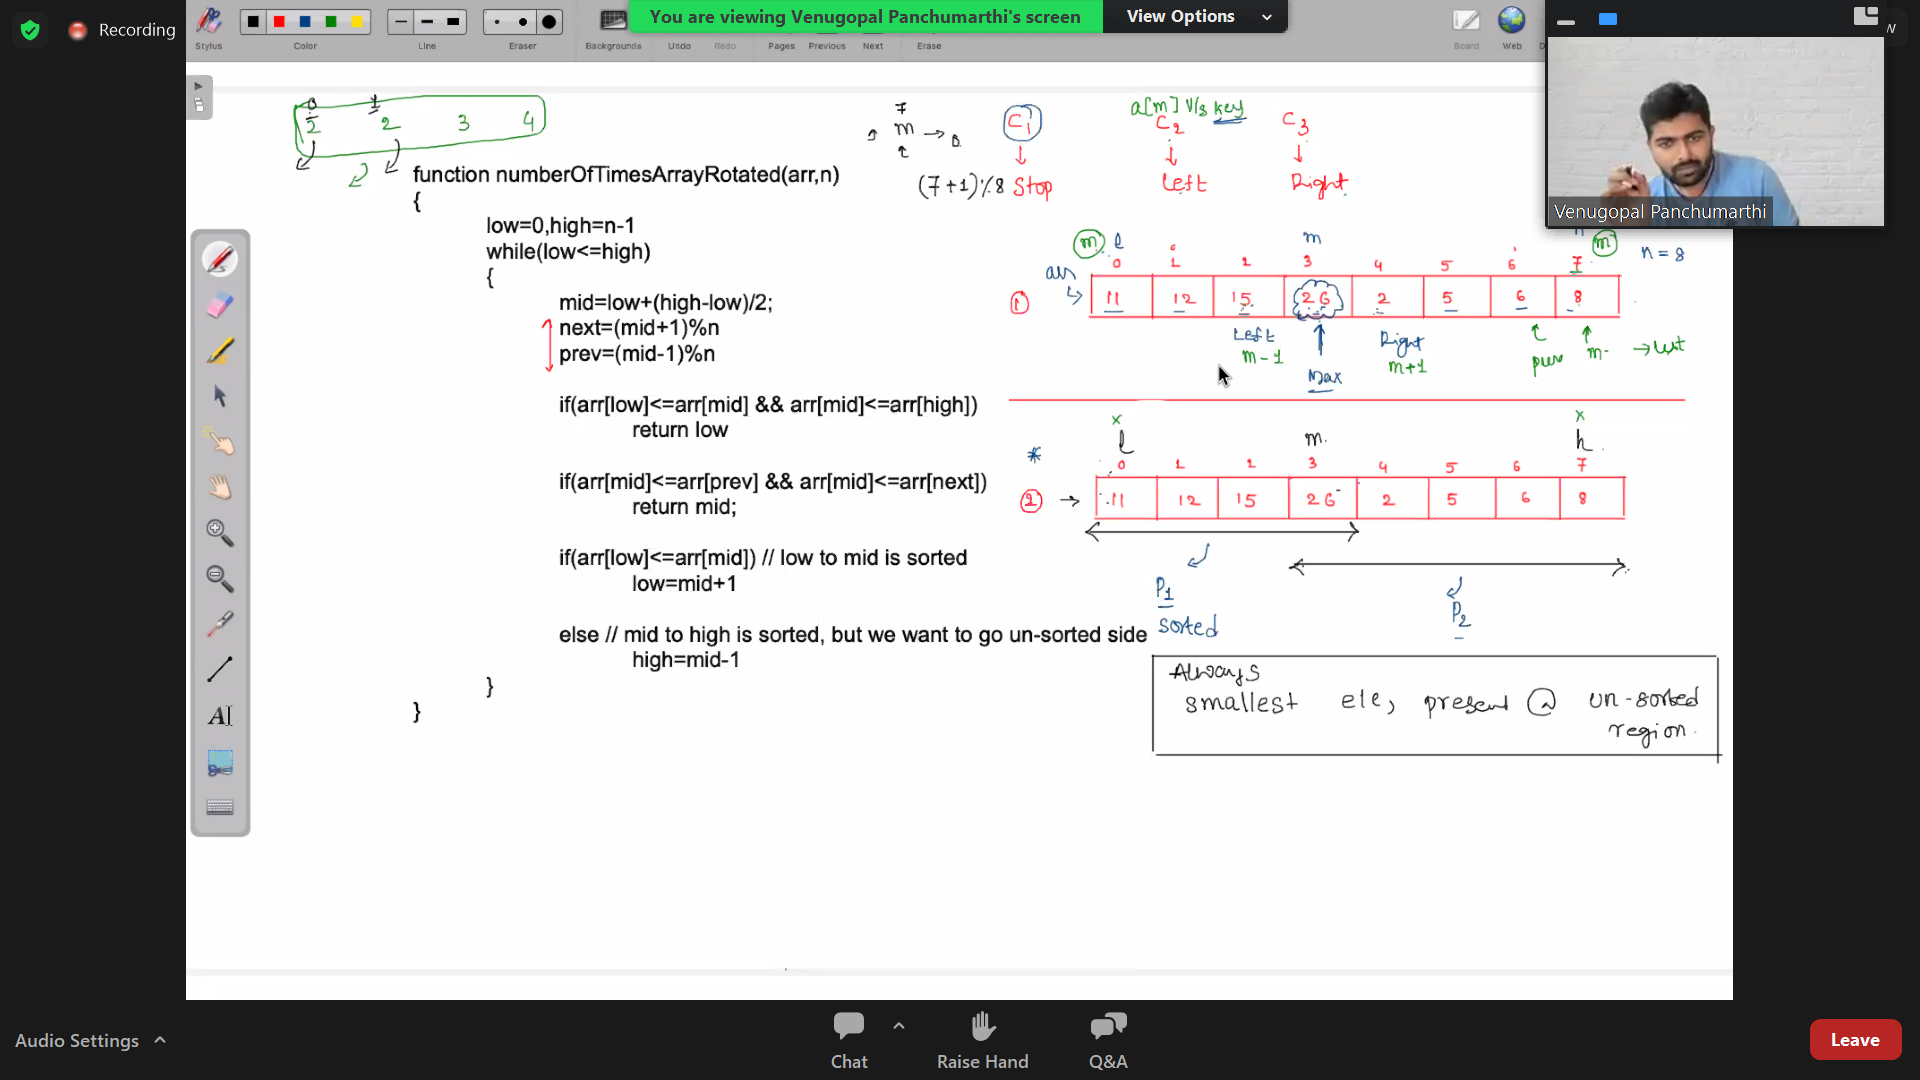 Recording
You are viewing Venugopal Panchumarthi's screen
View Options
Stylus
Color
Line
Eraser
Backgrounds
Undo
Redo
Pages
Previous
Next
Erase
Board
Web
Venugopal Panchumarthi
0 1
2 2 3 4
2
function numberOfTimesArrayRotated(arr,n)
{
low=0,high=n-1
while(low<=high)
{
mid=low+(high-low)/2;
next=(mid+1)%n
prev=(mid-1)%n
if(arr[low]<=arr[mid] && arr[mid]<=arr[high])
return low
if(arr[mid]<=arr[prev] && arr[mid]<=arr[next])
return mid;
if(arr[low]<=arr[mid]) // low to mid is sorted
low=mid+1
else // mid to high is sorted, but we want to go un-sorted side
high=mid-1
}
}
7
m → 0
(7+1)%8
C1
Stop
a[m] V/s key
C2
Left
C3
Right
m l m m n = 8
0 1 2 3 4 5 6 7
arr
1 11 12 15 26 2 5 6 8
Left
m-1
Max
Right
m+1
prev
m
l m h
0 1 2 3 4 5 6 7
2 → 11 12 15 26 2 5 6 8
P1
sorted
P2
Always
smallest ele, present @ un-sorted
region.
Audio Settings
Chat
Raise Hand
Q&A
Leave